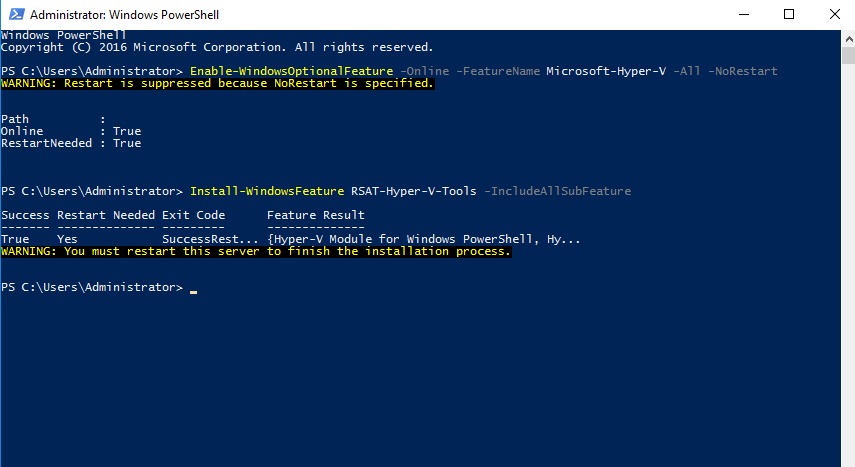 Administrator: Windows PowerShell
Windows PowerShell
Copyright (C) 2016 Microsoft Corporation. All rights reserved.
PS C:\Users\Administrator> Enable-WindowsOptionalFeature -Online -FeatureName Microsoft-Hyper-V -All -NoRestart
WARNING: Restart is suppressed because NoRestart is specified.
Path          :
Online        : True
RestartNeeded : True
PS C:\Users\Administrator> Install-WindowsFeature RSAT-Hyper-V-Tools -IncludeAllSubFeature
Success Restart Needed Exit Code      Feature Result
------- -------------- ---------      --------------
True    Yes            SuccessRest... {Hyper-V Module for Windows PowerShell, Hy...
WARNING: You must restart this server to finish the installation process.
PS C:\Users\Administrator> _